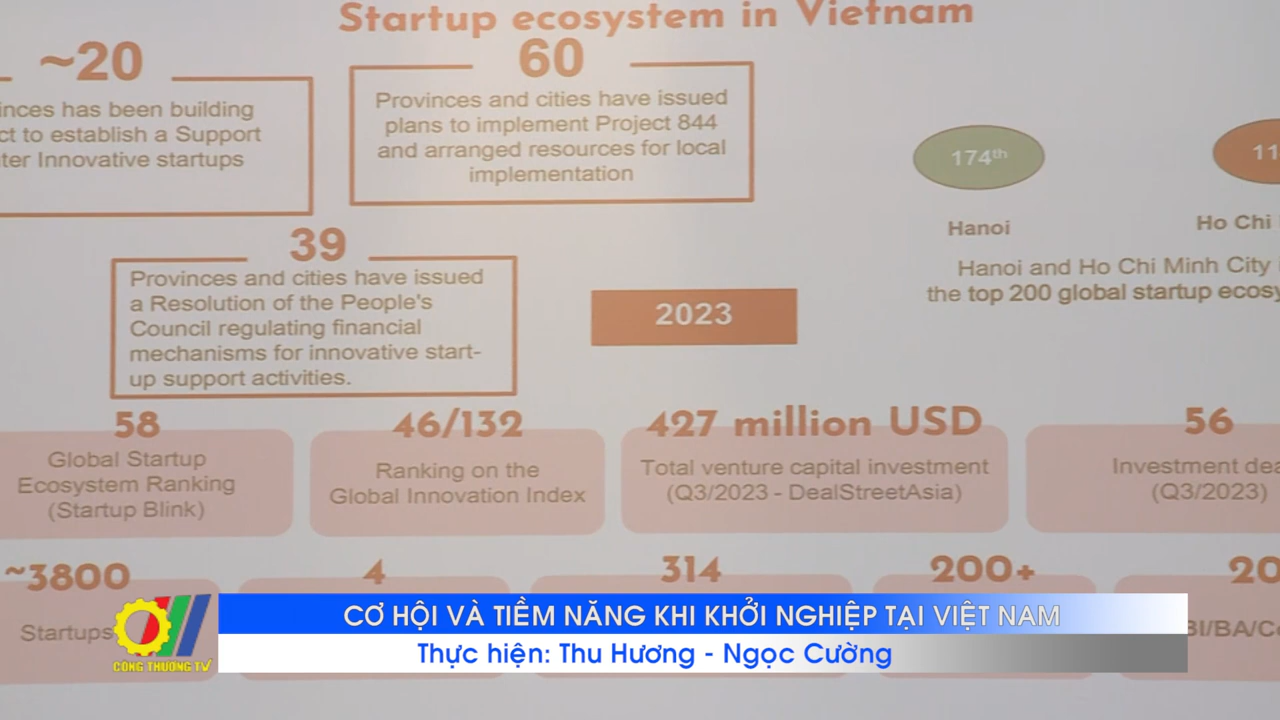 Startup ecosystem in Vietnam
~20
inces has been building
ct to establish a Support
ter Innovative startups
60
Provinces and cities have issued
plans to implement Project 844
and arranged resources for local
implementation
174th
11
Hanoi
Ho Chi
Hanoi and Ho Chi Minh City
the top 200 global startup ecosy
39
Provinces and cities have issued
a Resolution of the People's
Council regulating financial
mechanisms for innovative start-
up support activities.
2023
58
Global Startup
Ecosystem Ranking
(Startup Blink)
46/132
Ranking on the
Global Innovation Index
427 million USD
Total venture capital investment
(Q3/2023 - DealStreetAsia)
56
Investment dea
(Q3/2023)
~3800
Startups
4
314
200+
20
BI/BA/Co
CÔNG THƯƠNG TV
CƠ HỘI VÀ TIỀM NĂNG KHI KHỞI NGHIỆP TẠI VIỆT NAM
Thực hiện: Thu Hương - Ngọc Cường